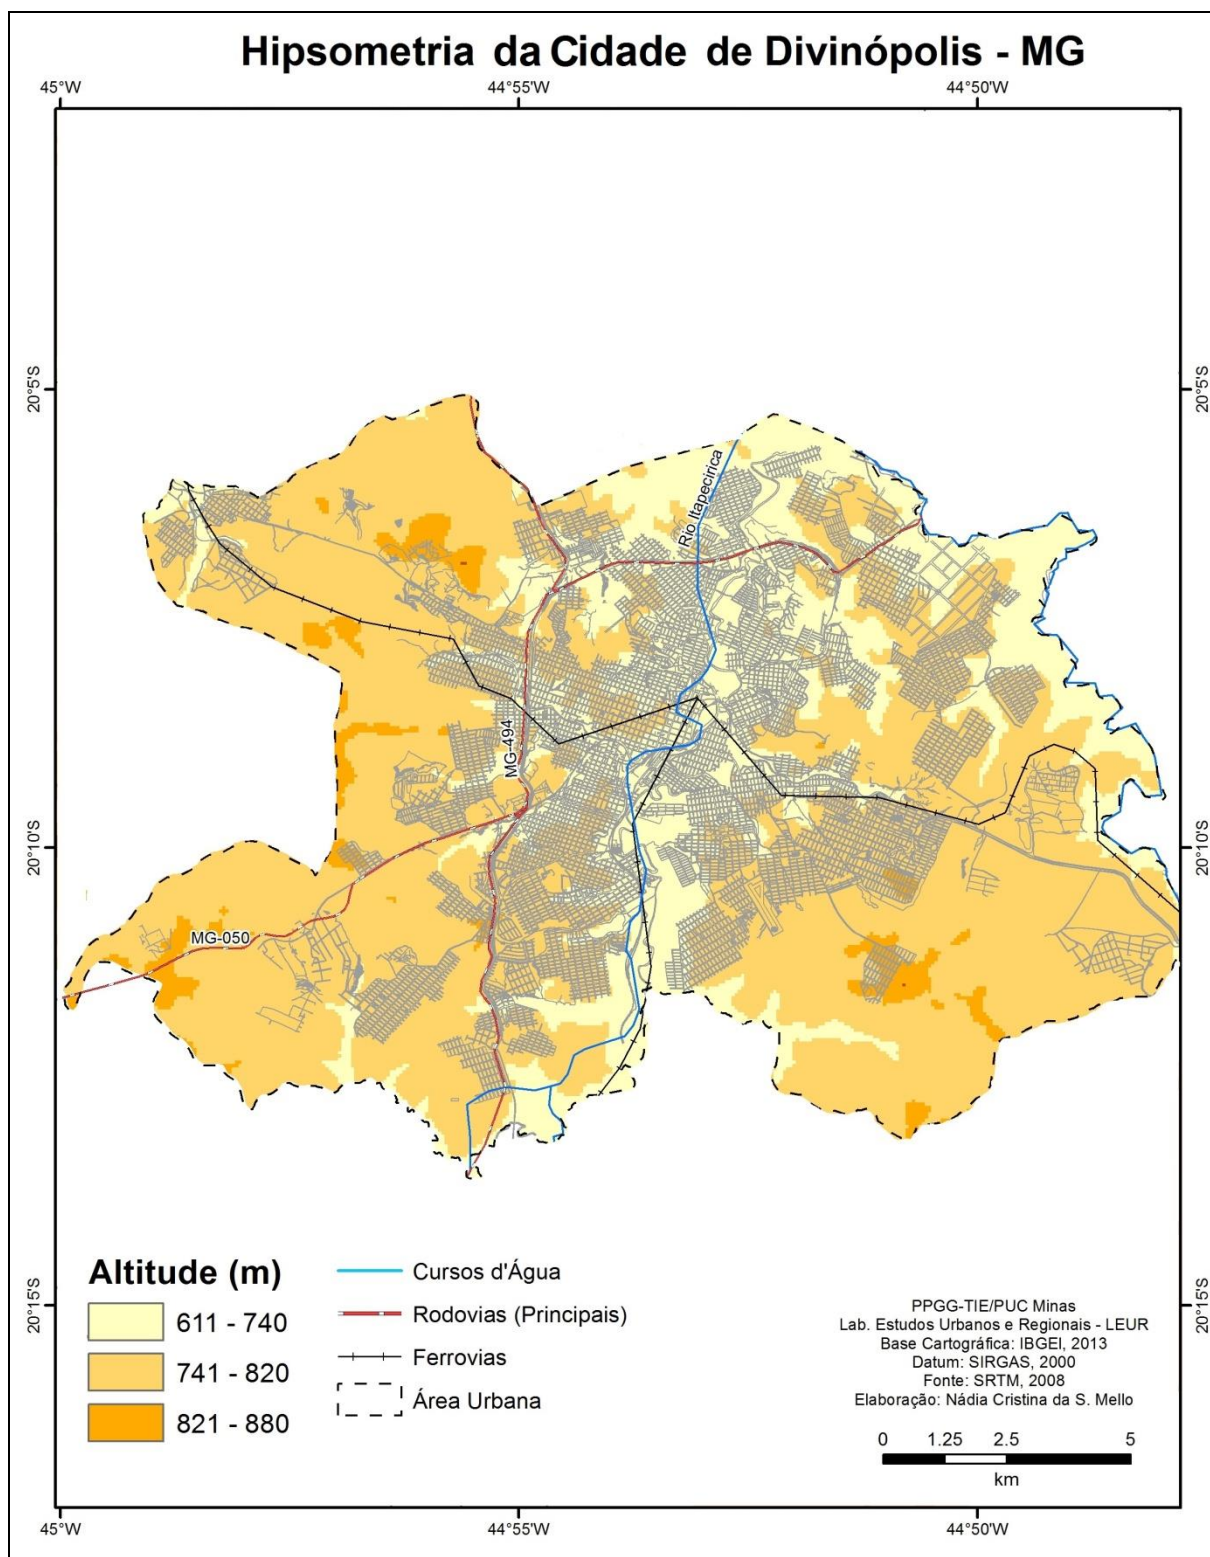 Hipsometria da Cidade de Divinópolis - MG
45°W 44°55'W 44°50'W
20°5'S 20°5'S
Rio Itapecirica
MG-494
20°10'S 20°10'S
MG-050
20°15'S 20°15'S
Altitude (m)
611 - 740
741 - 820
821 - 880
Cursos d'Água
Rodovias (Principais)
Ferrovias
Área Urbana
PPGG-TIE/PUC Minas
Lab. Estudos Urbanos e Regionais - LEUR
Base Cartográfica: IBGEI, 2013
Datum: SIRGAS, 2000
Fonte: SRTM, 2008
Elaboração: Nádia Cristina da S. Mello
0 1.25 2.5 5
km
45°W 44°55'W 44°50'W